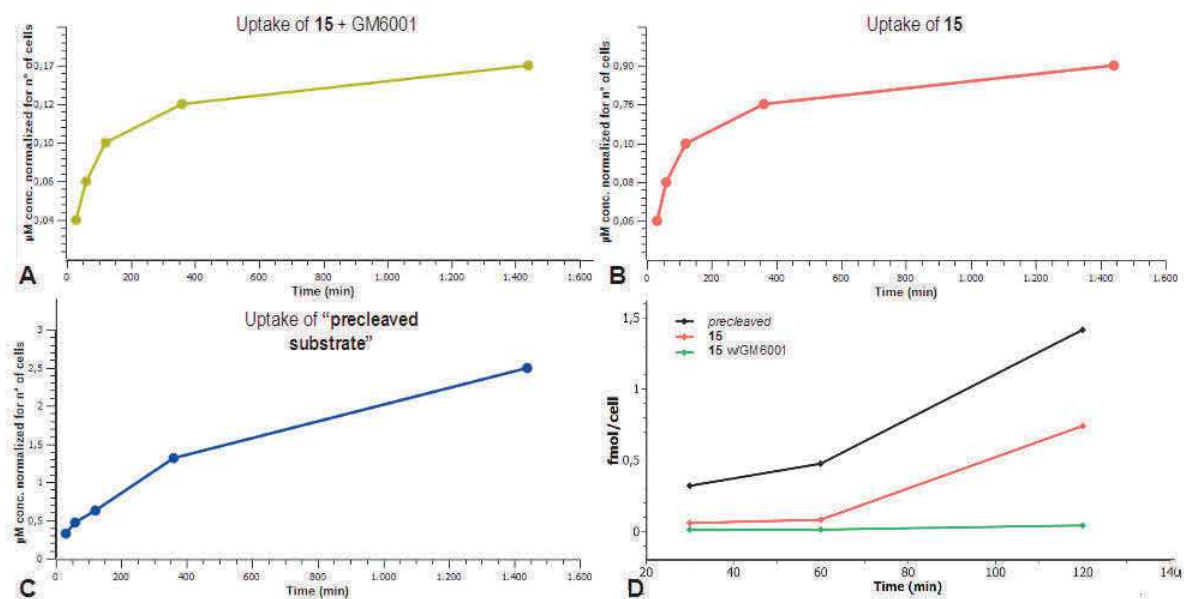 Uptake of 15 + GM6001
µM conc. normalized for n° of cells
0,17
0,12
0,10
0,06
0,04
0 200 400 600 800 1.000 1.200 1.400 1.600
Time (min)
A
Uptake of 15
µM conc. normalized for n° of cells
0,90
0,26
0,10
0,08
0,06
0 200 400 600 800 1.000 1.200 1.400 1.600
Time (min)
B
Uptake of "precleaved
substrate"
µM conc. normalized for n° of cells
3
2,5
2
1,5
1
0,5
0
0 200 400 600 800 1.000 1.200 1.400 1.600
Time (min)
C
precleaved
15
15 w/GM6001
fmol/cell
1,5
1
0,5
0
20 40 60 80 100 120 140
Time (min)
D